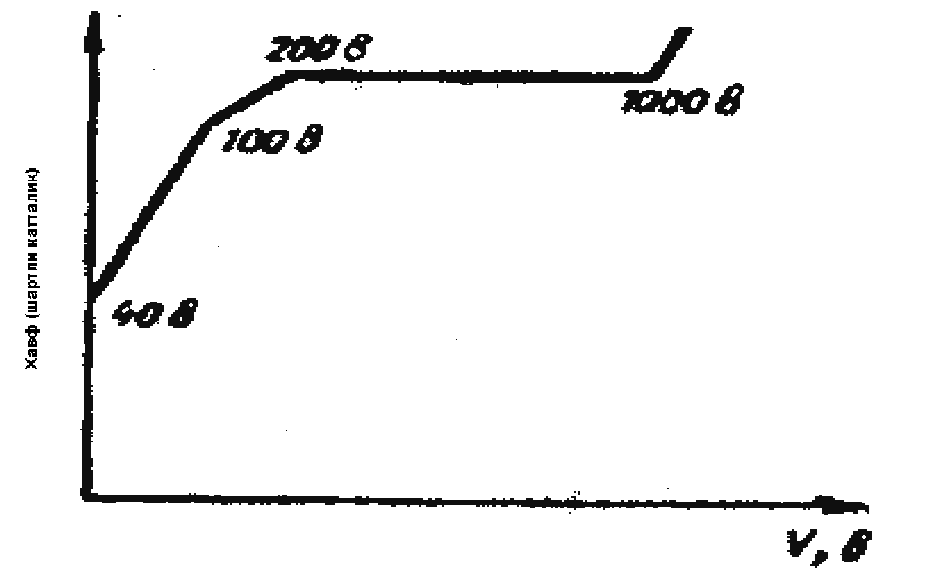 200 В
1000 В
100 В
Хавф (шартли катталик)
40 В
V, В